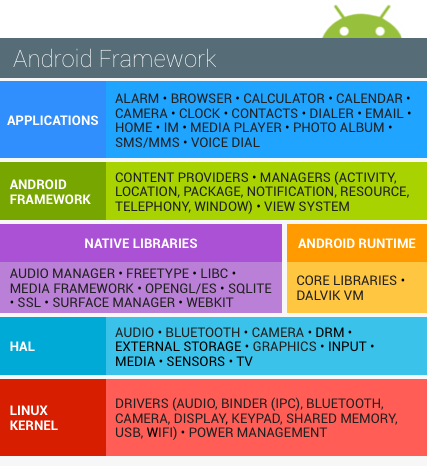 Android Framework
APPLICATIONS
ALARM • BROWSER • CALCULATOR • CALENDAR •
CAMERA • CLOCK • CONTACTS • DIALER • EMAIL •
HOME • IM • MEDIA PLAYER • PHOTO ALBUM •
SMS/MMS • VOICE DIAL
ANDROID
FRAMEWORK
CONTENT PROVIDERS • MANAGERS (ACTIVITY,
LOCATION, PACKAGE, NOTIFICATION, RESOURCE,
TELEPHONY, WINDOW) • VIEW SYSTEM
NATIVE LIBRARIES
AUDIO MANAGER • FREETYPE • LIBC •
MEDIA FRAMEWORK • OPENGL/ES • SQLITE
• SSL • SURFACE MANAGER • WEBKIT
ANDROID RUNTIME
CORE LIBRARIES •
DALVIK VM
HAL
AUDIO • BLUETOOTH • CAMERA • DRM •
EXTERNAL STORAGE • GRAPHICS • INPUT •
MEDIA • SENSORS • TV
LINUX
KERNEL
DRIVERS (AUDIO, BINDER (IPC), BLUETOOTH,
CAMERA, DISPLAY, KEYPAD, SHARED MEMORY,
USB, WIFI) • POWER MANAGEMENT